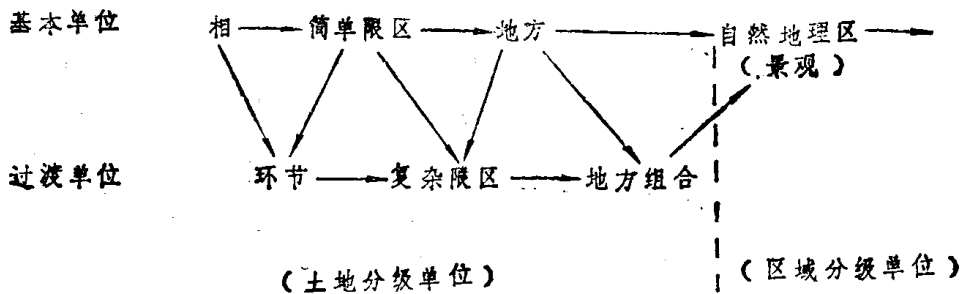 基本单位 相 简单限区 地方 自然地理区
（景观）
过渡单位 环节 复杂限区 地方组合
（土地分级单位） （区域分级单位）